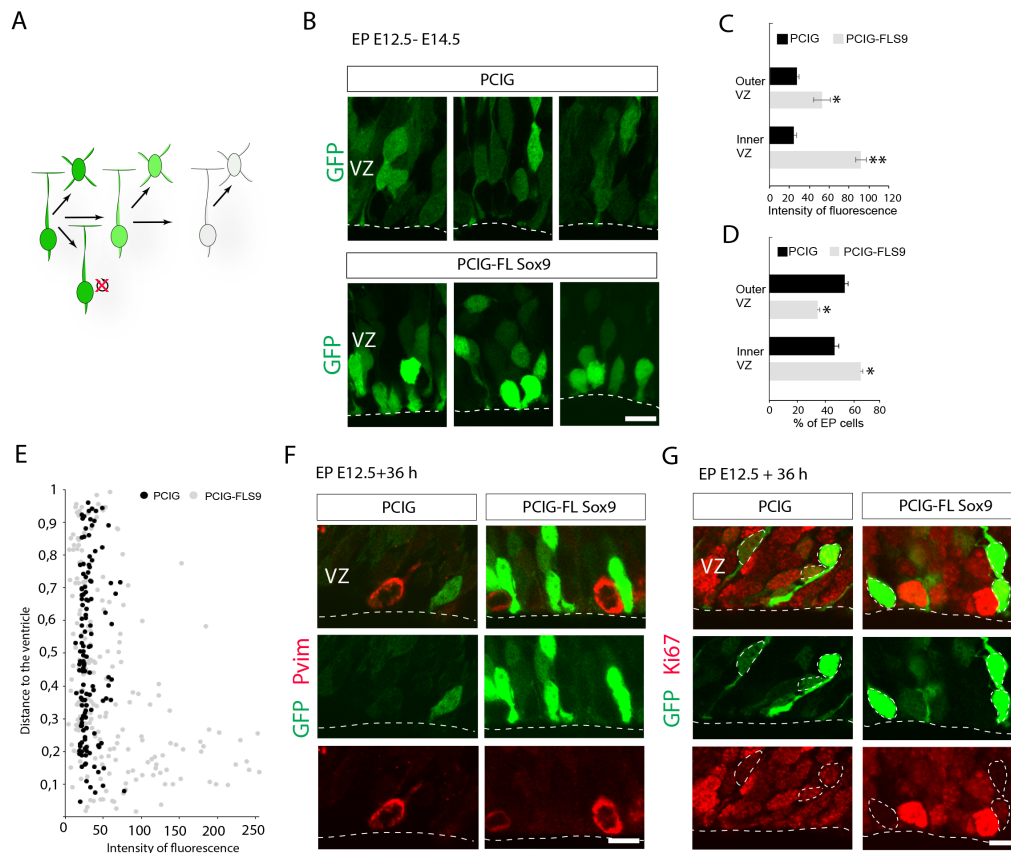 A
B
EP E12.5- E14.5
PCIG
GFP
VZ
PCIG-FL Sox9
GFP
VZ
C
PCIG PCIG-FLS9
Outer
VZ
Inner
VZ
0 20 40 60 80 100 120
Intensity of fluorescence
D
PCIG PCIG-FLS9
Outer
VZ
Inner
VZ
0 20 40 60 80
% of EP cells
*
**
*
*
E
PCIG PCIG-FLS9
Distance to the ventricle
1
0,9
0,8
0,7
0,6
0,5
0,4
0,3
0,2
0,1
0 50 100 150 200 250
Intensity of fluorescence
F
EP E12.5+36 h
PCIG PCIG-FL Sox9
VZ
GFP Pvim
G
EP E12.5 + 36 h
PCIG PCIG-FL Sox9
VZ
GFP Ki67